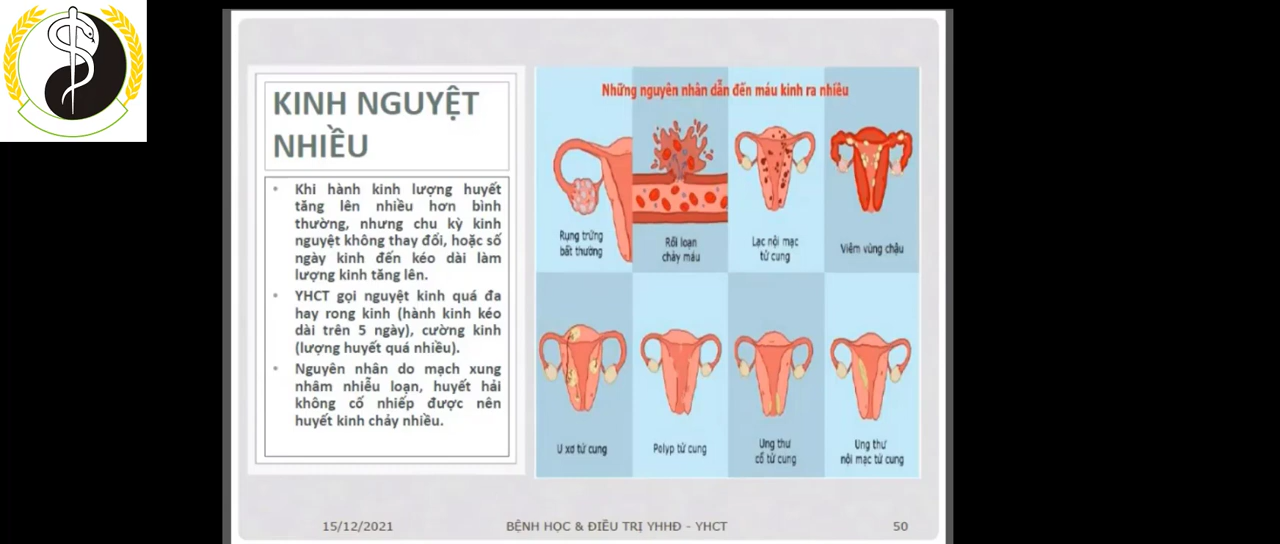 KINH NGUYỆT
NHIỀU
• Khi hành kinh lượng huyết
tăng lên nhiều hơn bình
thường, nhưng chu kỳ kinh
nguyệt không thay đổi, hoặc số
ngày kinh đến kéo dài làm
lượng kinh tăng lên.
• YHCT gọi nguyệt kinh quá đa
hay rong kinh (hành kinh kéo
dài trên 5 ngày), cường kinh
(lượng huyết quá nhiều).
• Nguyên nhân do mạch xung
nhâm nhiễu loạn, huyết hải
không cố nhiếp được nên
huyết kinh chảy nhiều.
Những nguyên nhân dẫn đến máu kinh ra nhiều
Rụng trứng
bất thường
Rối loạn
chảy máu
Lạc nội mạc
tử cung
Viêm vùng chậu
U xơ tử cung
Polyp tử cung
Ung thư
cổ tử cung
Ung thư
nội mạc tử cung
15/12/2021
BỆNH HỌC & ĐIỀU TRỊ YHHĐ - YHCT
50